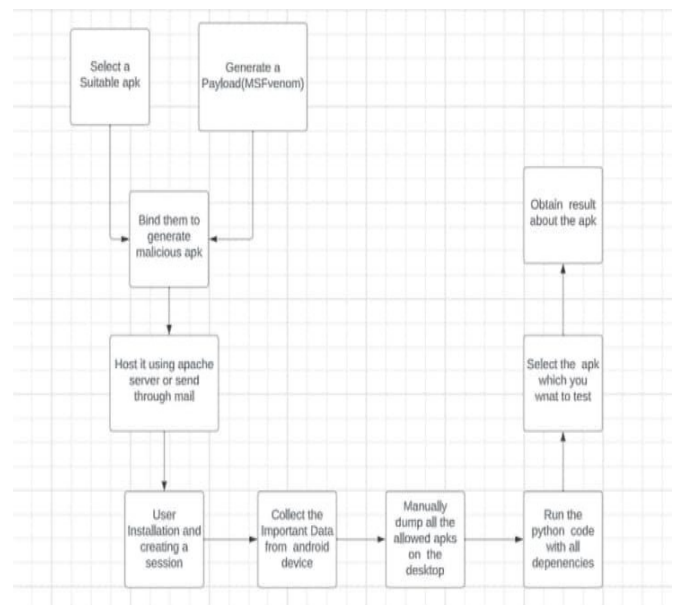 Select a
Suitable apk
Generate a
Payload(MSFvenom)
Bind them to
generate
malicious apk
Host it using apache
server or send
through mail
User
Installation and
creating a
session
Collect the
Important Data
from android
device
Manually
dump all the
allowed apks
on the
desktop
Run the
python code
with all
depenencies
Select the apk
which you
wnat to test
Obtain result
about the apk